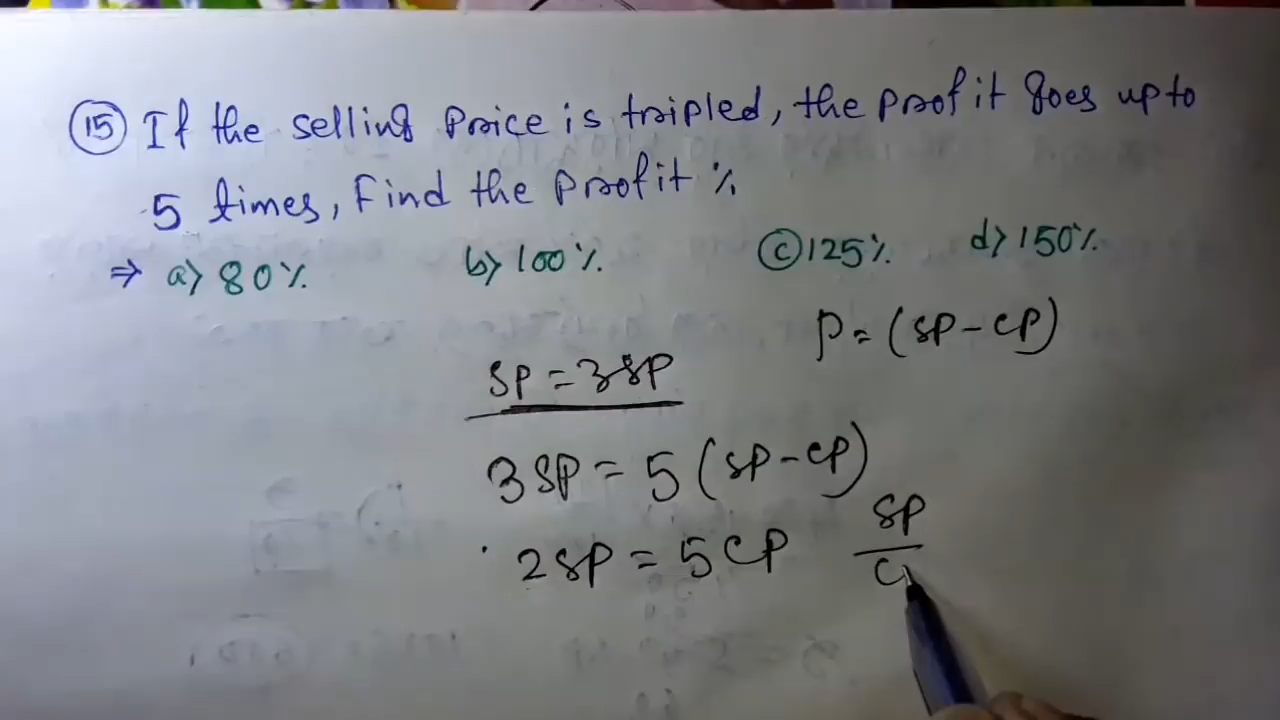 15 If the selling Price is tripled, the profit goes up to
5 times, Find the Profit %
⇒ a) 80% b) 100% c) 125% d) 150%
P = (SP - CP)
SP = 3SP
3SP = 5(SP - CP)
2SP = 5CP
SP
C